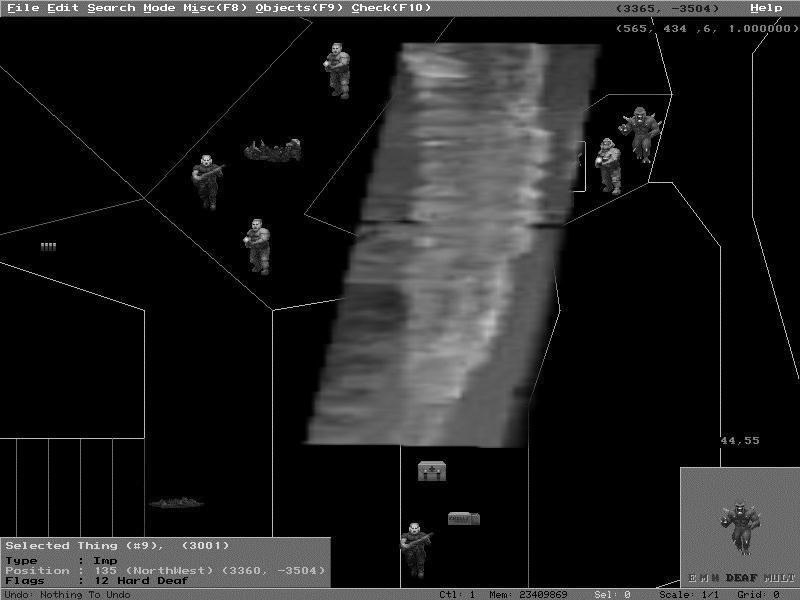 File Edit Search Mode Misc(F8) Objects(F9) Check(F10) (3365, -3504) Help
(565, 434 ,6, 1.000000)
44,55
Selected Thing (#9), (3001)
Type : Imp
Position : 135 (NorthWest) (3360, -3504)
Flags : 12 Hard Deaf
E M H DEAF MULT
Undo: Nothing To Undo Ctl: 1 Mem: 23409869 Sel: 0 Scale: 1/1 Grid: 0